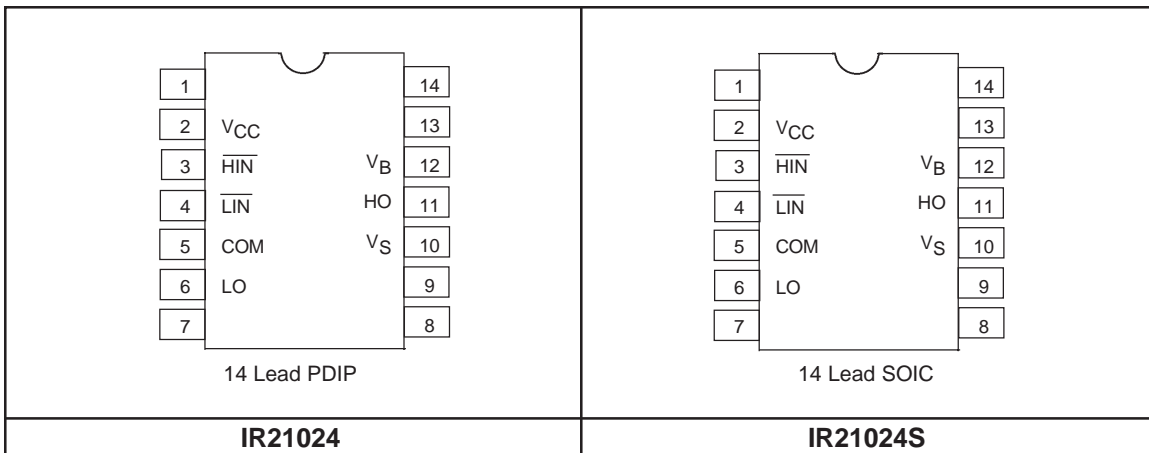 1 14
2 VCC 13
3 HIN VB 12
4 LIN HO 11
5 COM VS 10
6 LO 9
7 8
14 Lead PDIP
IR21024
1 14
2 VCC 13
3 HIN VB 12
4 LIN HO 11
5 COM VS 10
6 LO 9
7 8
14 Lead SOIC
IR21024S